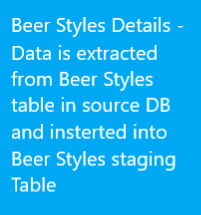 Beer Styles Details -
Data is extracted
from Beer Styles
table in source DB
and insterted into
Beer Styles staging
Table